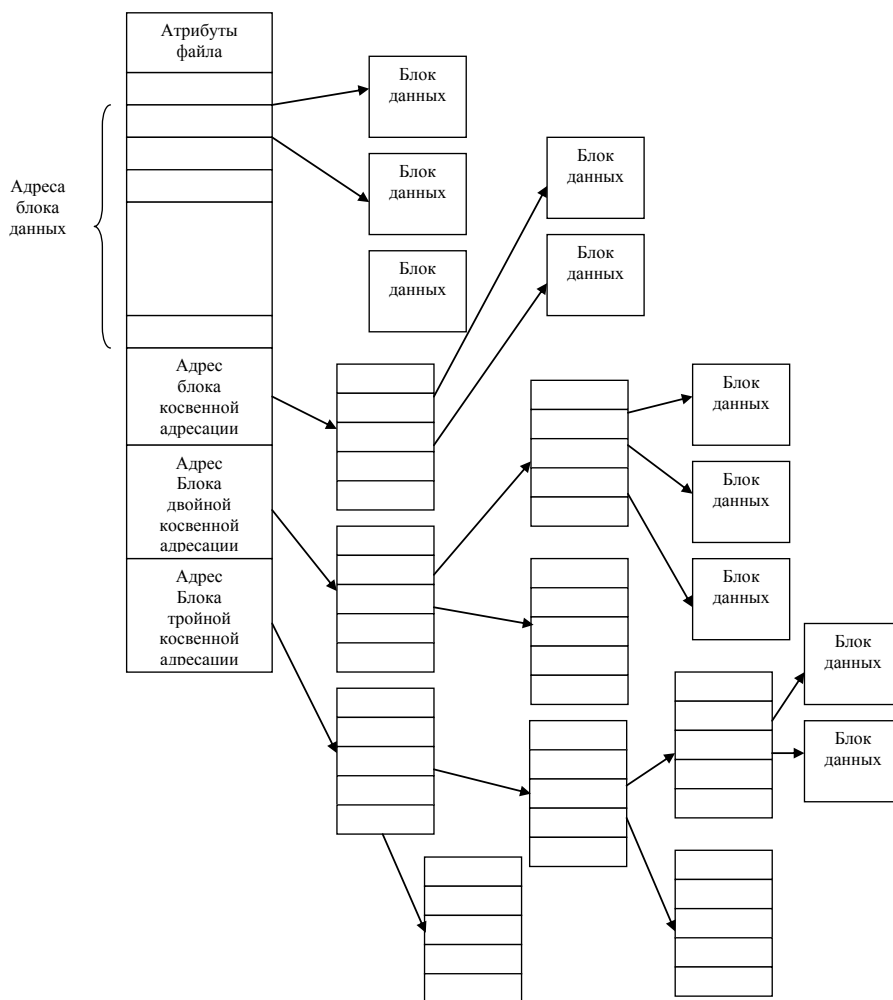 Атрибуты
файла
Блок
данных
Блок
данных
Блок
данных
Адреса
блока
данных
Блок
данных
Блок
данных
Адрес
блока
косвенной
адресации
Адрес
Блока
двойной
косвенной
адресации
Адрес
Блока
тройной
косвенной
адресации
Блок
данных
Блок
данных
Блок
данных
Блок
данных
Блок
данных